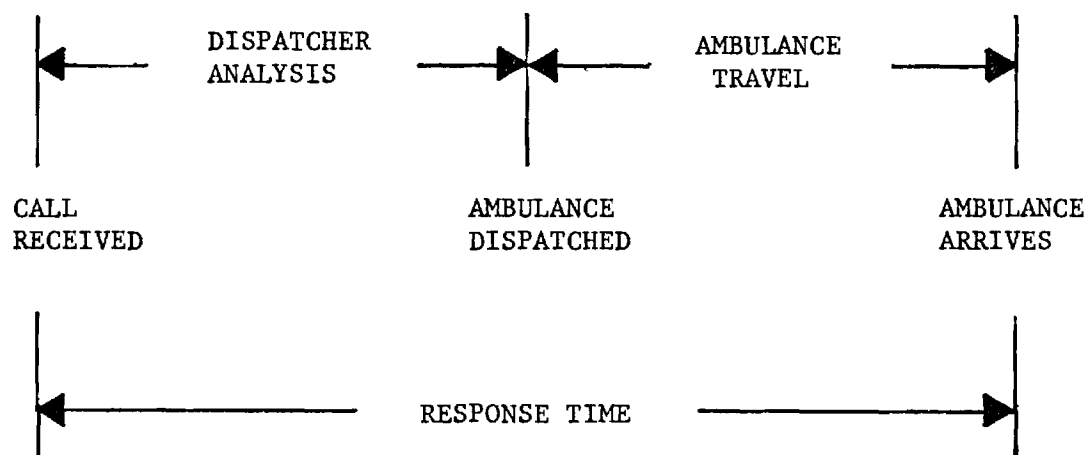 DISPATCHER
ANALYSIS
AMBULANCE
TRAVEL
CALL
RECEIVED
AMBULANCE
DISPATCHED
AMBULANCE
ARRIVES
RESPONSE TIME